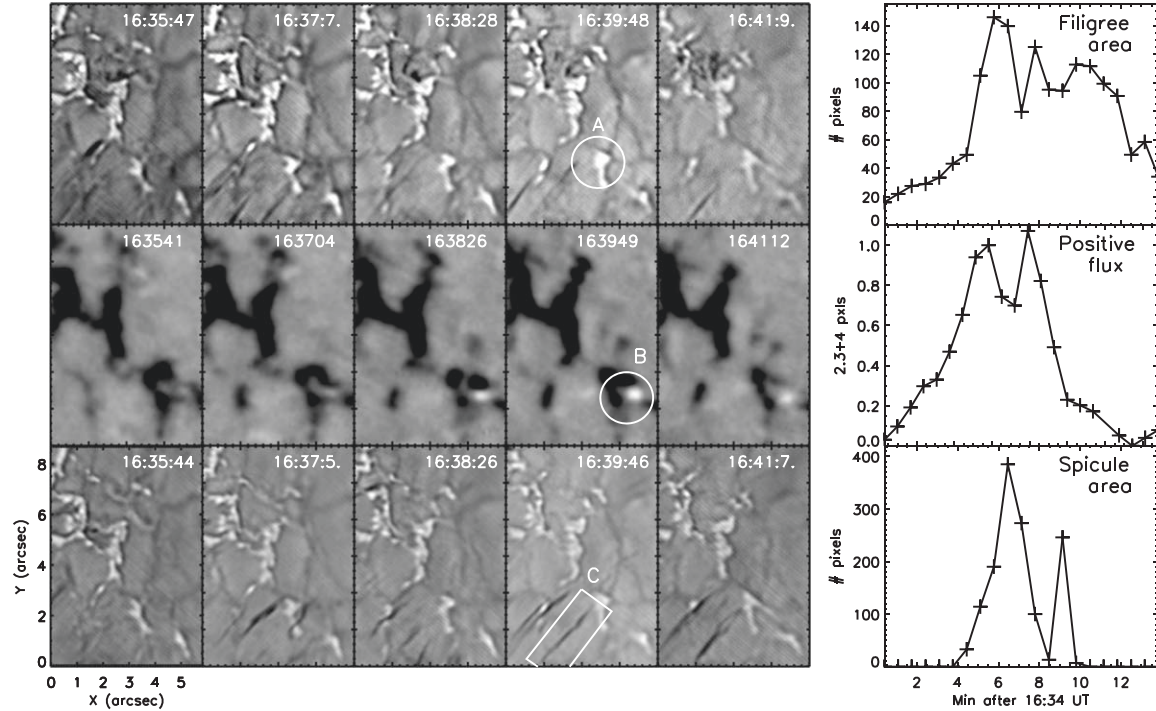 16:35:47 16:37:7. 16:38:28 16:39:48 16:41:9.
A
163541 163704 163826 163949 164112
B
16:35:44 16:37:5. 16:38:26 16:39:46 16:41:7.
C
8
6
4
2
0
Y (arcsec)
0 1 2 3 4 5
X (arcsec)
Filigree
area
140
120
100
80
60
40
20
0
# pixels
Positive
flux
1.0
0.8
0.6
0.4
0.2
0.0
2.3+4 pxls
Spicule
area
400
300
200
100
0
# pixels
2 4 6 8 10 12
Min after 16:34 UT